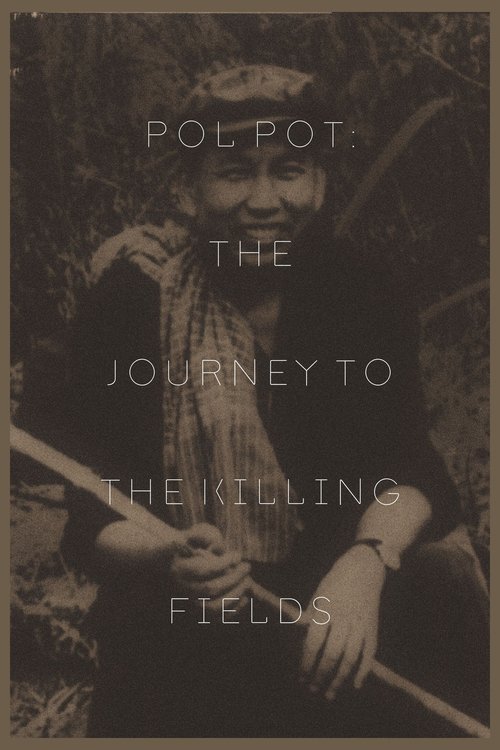 POL POT:
THE
JOURNEY TO
THE KILLING
FIELDS